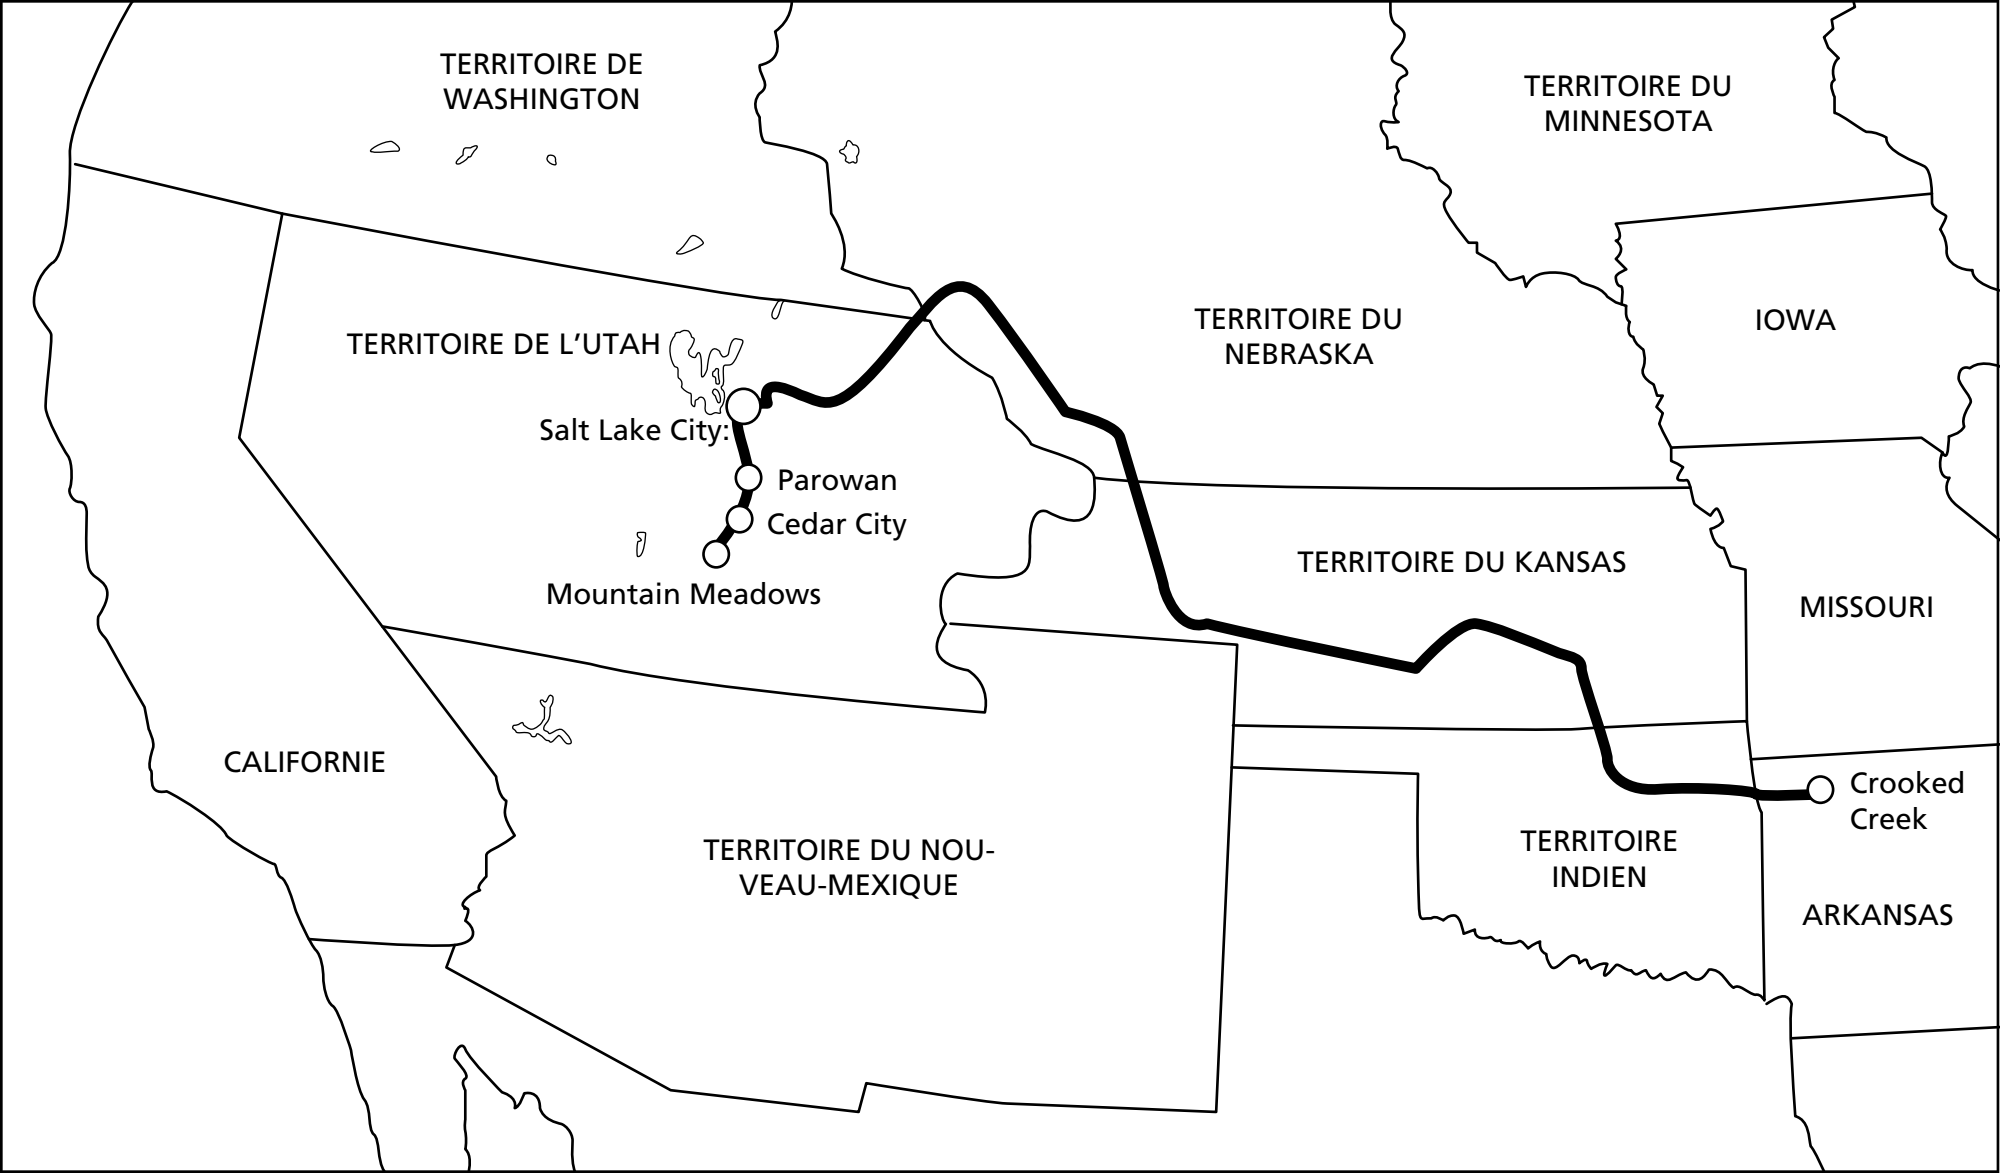 TERRITOIRE DE
WASHINGTON
TERRITOIRE DU
MINNESOTA
TERRITOIRE DU
NEBRASKA
IOWA
TERRITOIRE DE L’UTAH
Salt Lake City:
Parowan
Cedar City
Mountain Meadows
TERRITOIRE DU KANSAS
MISSOURI
CALIFORNIE
Crooked
Creek
TERRITOIRE DU NOU-
VEAU-MEXIQUE
TERRITOIRE
INDIEN
ARKANSAS